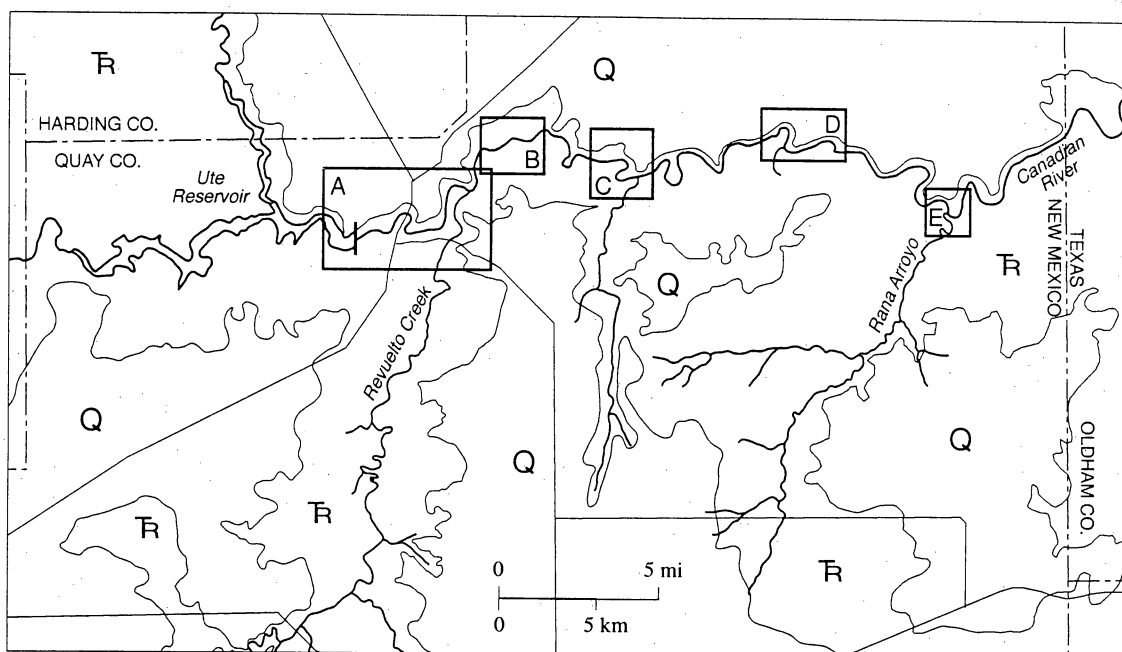 TR
HARDING CO.
QUAY CO.
Ute
Reservoir
A
B
C
D
E
Q
Canadian
River
TEXAS
NEW MEXICO
TR
Q
Rana Arroyo
Revuelto Creek
Q
Q
Q
OLDHAM CO.
TR
TR
TR
0 5 mi
0 5 km